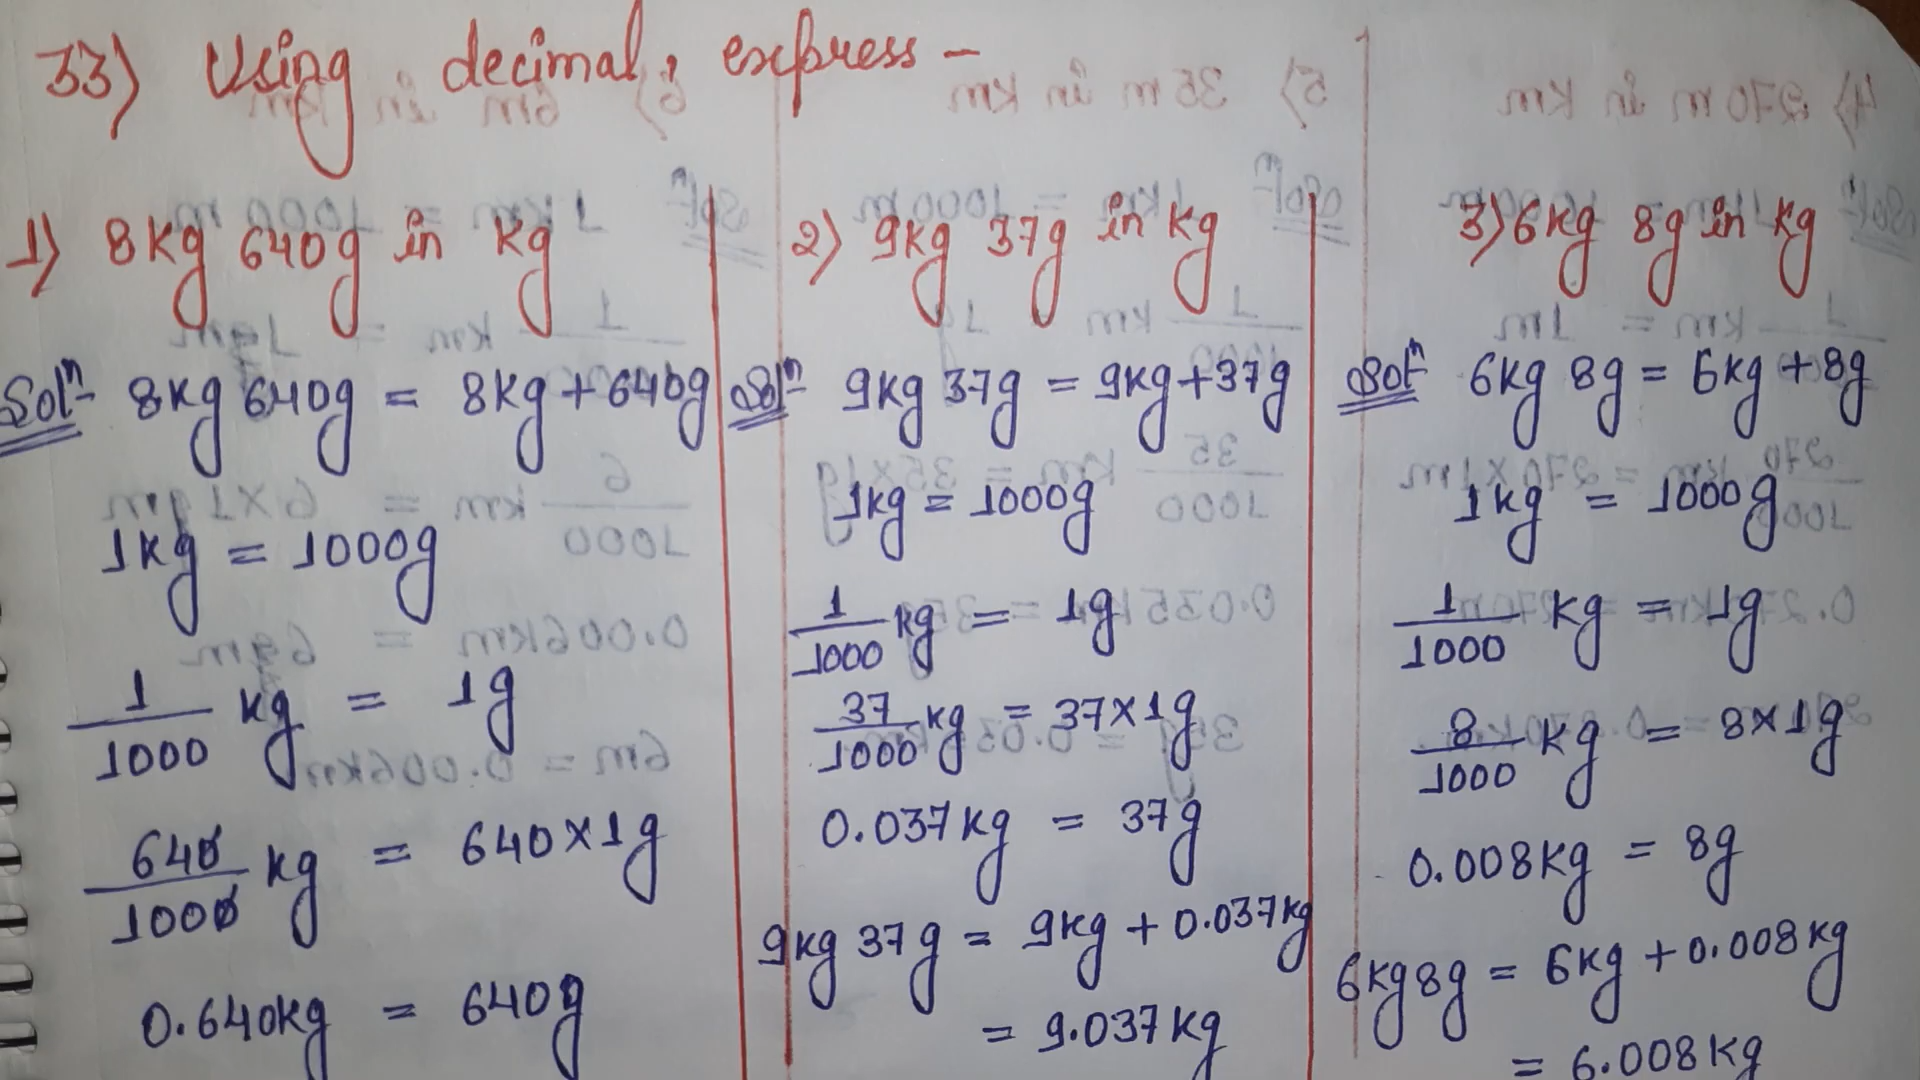 33) Using decimal, express -
1) 8kg 640g in kg
Solⁿ- 8kg 640g = 8kg + 640g
1kg = 1000g
1/1000 kg = 1g
640/1000 kg = 640×1g
0.640kg = 640g
2) 9kg 37g in kg
Solⁿ- 9kg 37g = 9kg + 37g
1kg = 1000g
1/1000 kg = 1g
37/1000 kg = 37×1g
0.037kg = 37g
9kg 37g = 9kg + 0.037kg
= 9.037kg
3) 6kg 8g in kg
Solⁿ- 6kg 8g = 6kg + 8g
1kg = 1000g
1/1000 kg = 1g
8/1000 kg = 8×1g
0.008kg = 8g
6kg 8g = 6kg + 0.008kg
= 6.008kg